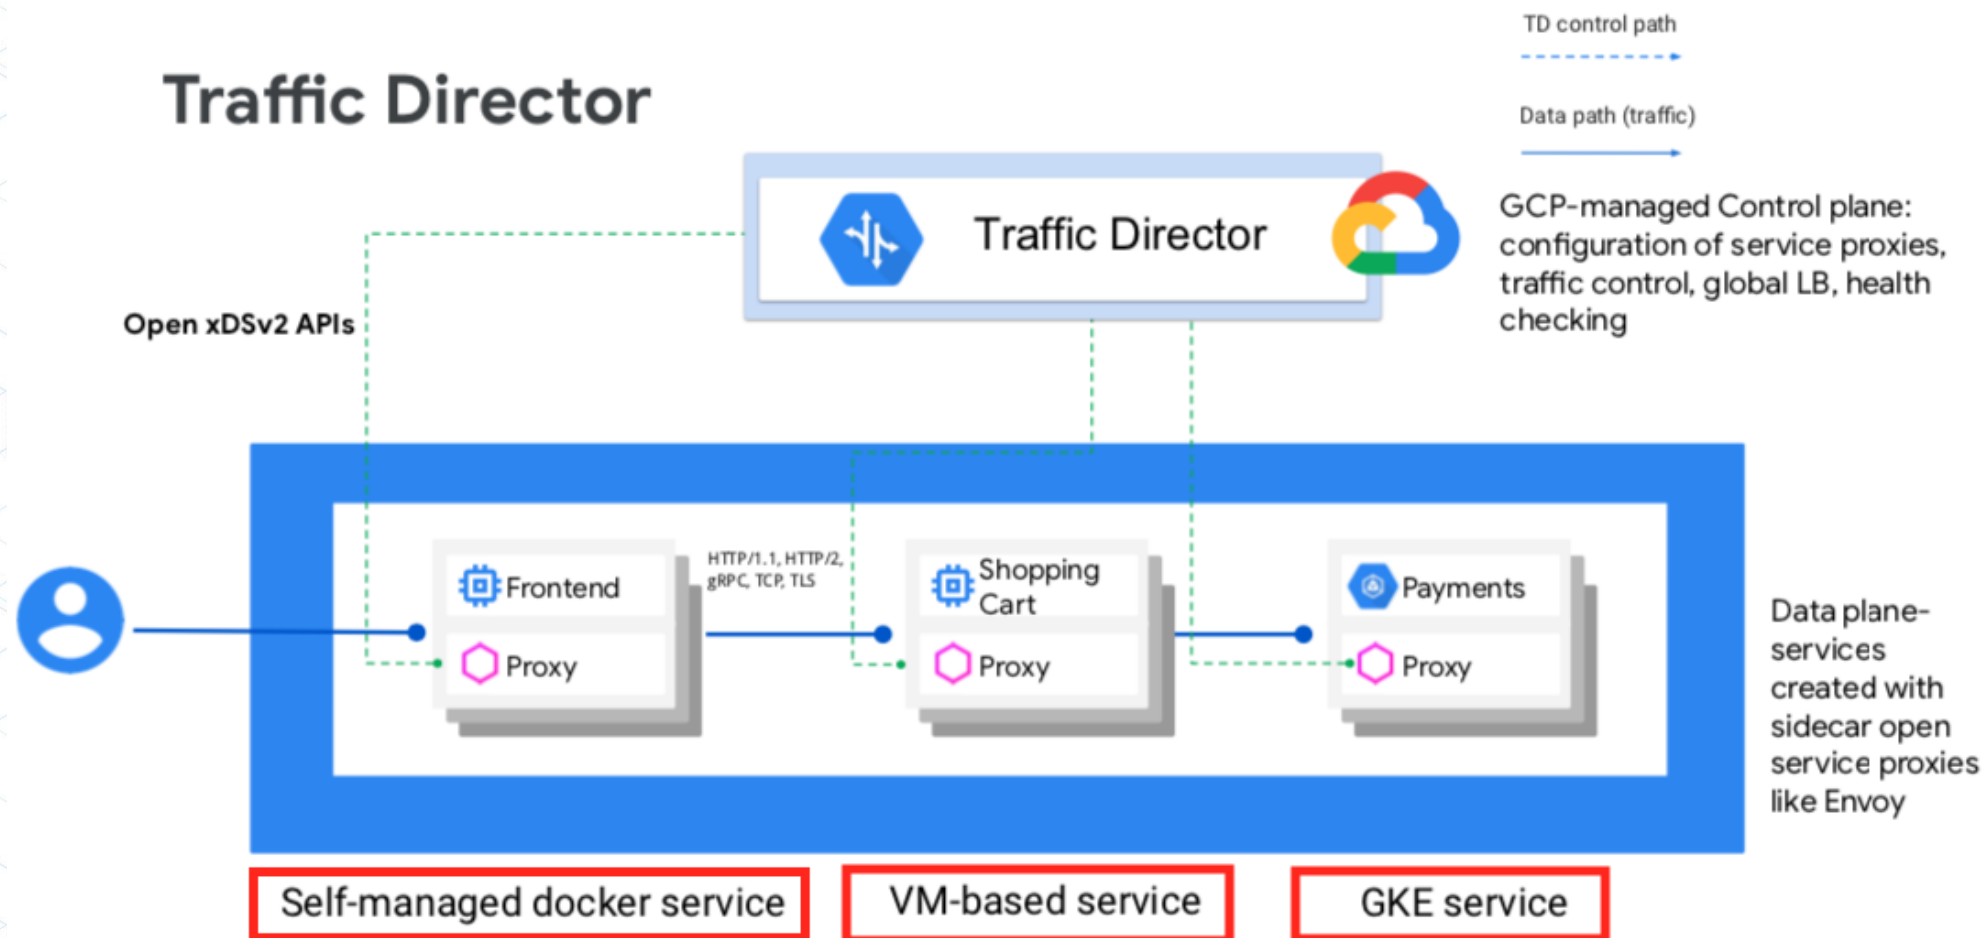 TD control path
Traffic Director
Data path (traffic)
Traffic Director
GCP-managed Control plane:
configuration of service proxies,
traffic control, global LB, health
checking
Open xDSv2 APIs
Frontend
Proxy
HTTP/1.1, HTTP/2,
gRPC, TCP, TLS
Shopping
Cart
Proxy
Payments
Proxy
Data plane-
services
created with
sidecar open
service proxies
like Envoy
Self-managed docker service
VM-based service
GKE service